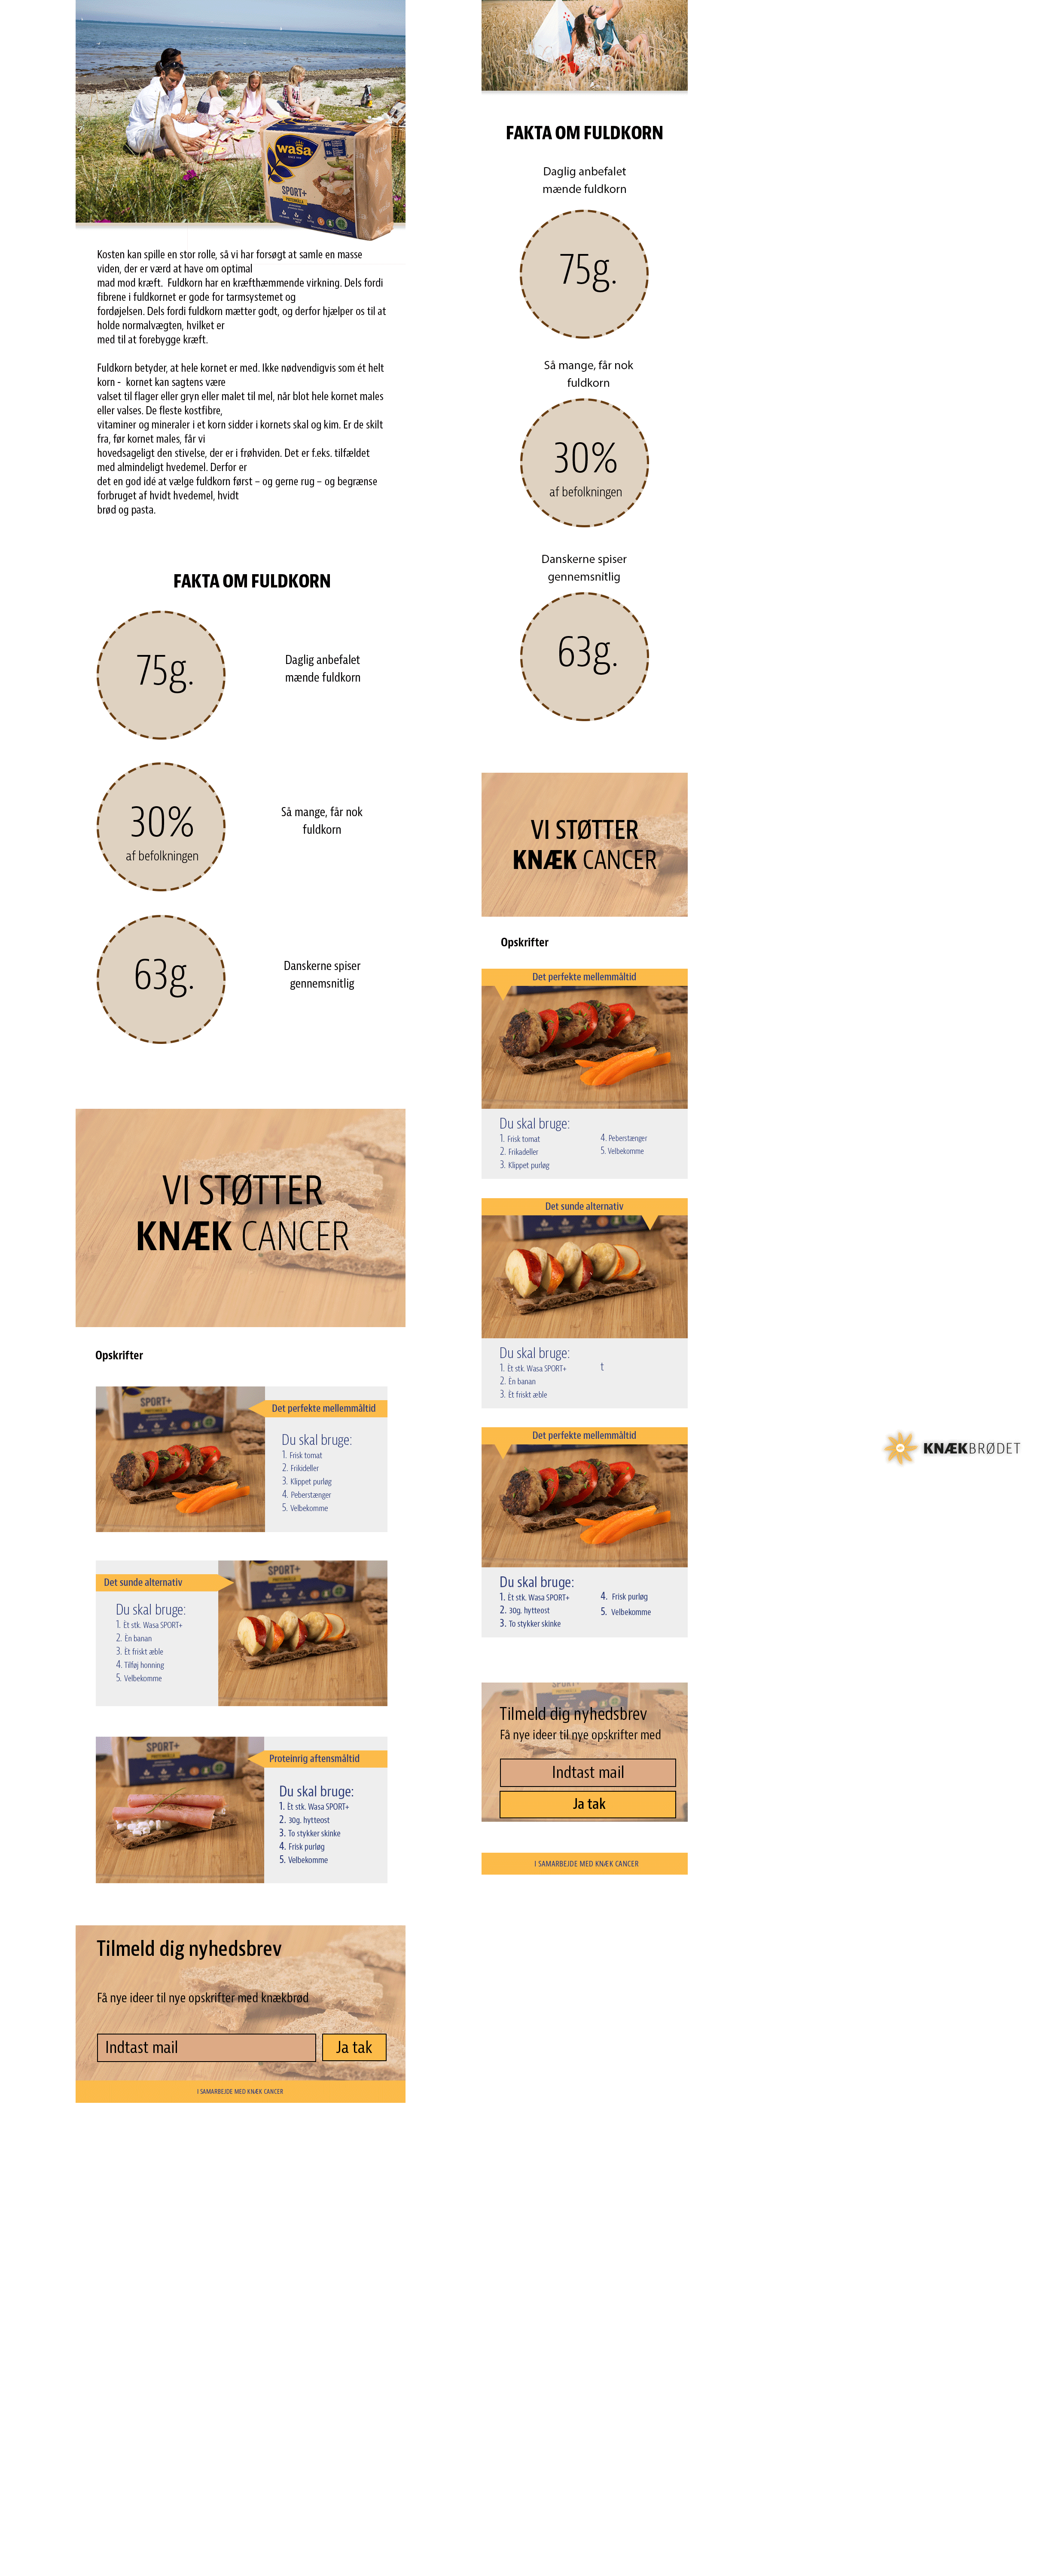 wasa
SPORT+
Kosten kan spille en stor rolle, så vi har forsøgt at samle en masse
viden, der er værd at have om optimal
mad mod kræft.  Fuldkorn har en kræfthæmmende virkning. Dels fordi
fibrene i fuldkornet er gode for tarmsystemet og
fordøjelsen. Dels fordi fuldkorn mætter godt, og derfor hjælper os til at
holde normalvægten, hvilket er
med til at forebygge kræft.
Fuldkorn betyder, at hele kornet er med. Ikke nødvendigvis som ét helt
korn -  kornet kan sagtens være
valset til flager eller gryn eller malet til mel, når blot hele kornet males
eller valses. De fleste kostfibre,
vitaminer og mineraler i et korn sidder i kornets skal og kim. Er de skilt
fra, før kornet males, får vi
hovedsageligt den stivelse, der er i frøhviden. Det er f.eks. tilfældet
med almindeligt hvedemel. Derfor er
det en god idé at vælge fuldkorn først – og gerne rug – og begrænse
forbruget af hvidt hvedemel, hvidt
brød og pasta.
FAKTA OM FULDKORN
75g.
Daglig anbefalet
mænde fuldkorn
30%
af befolkningen
Så mange, får nok
fuldkorn
63g.
Danskerne spiser
gennemsnitlig
VI STØTTER
KNÆK CANCER
Opskrifter
SPORT+
Det perfekte mellemmåltid
Du skal bruge:
1. Frisk tomat
2. Frikideller
3. Klippet purløg
4. Peberstænger
5. Velbekomme
Det sunde alternativ
SPORT+
Du skal bruge:
1. Et stk. Wasa SPORT+
2. En banan
3. Et friskt æble
4. Tilføj honning
5. Velbekomme
SPORT+
Proteinrig aftensmåltid
Du skal bruge:
1. Et stk. Wasa SPORT+
2. 30g. hytteost
3. To stykker skinke
4. Frisk purløg
5. Velbekomme
Tilmeld dig nyhedsbrev
Få nye ideer til nye opskrifter med knækbrød
Indtast mail
Ja tak
I SAMARBEJDE MED KNÆK CANCER
FAKTA OM FULDKORN
Daglig anbefalet
mænde fuldkorn
75g.
Så mange, får nok
fuldkorn
30%
af befolkningen
Danskerne spiser
gennemsnitlig
63g.
VI STØTTER
KNÆK CANCER
Opskrifter
Det perfekte mellemmåltid
Du skal bruge:
1. Frisk tomat
2. Frikadeller
3. Klippet purløg
4. Peberstænger
5. Velbekomme
Det sunde alternativ
Du skal bruge:
1. Et stk. Wasa SPORT+
2. En banan
3. Et friskt æble
t
Det perfekte mellemmåltid
Du skal bruge:
1. Et stk. Wasa SPORT+
2. 30g. hytteost
3. To stykker skinke
4. Frisk purløg
5. Velbekomme
SPORT+
Tilmeld dig nyhedsbrev
Få nye ideer til nye opskrifter med
Indtast mail
Ja tak
I SAMARBEJDE MED KNÆK CANCER
KNÆKBRØDET